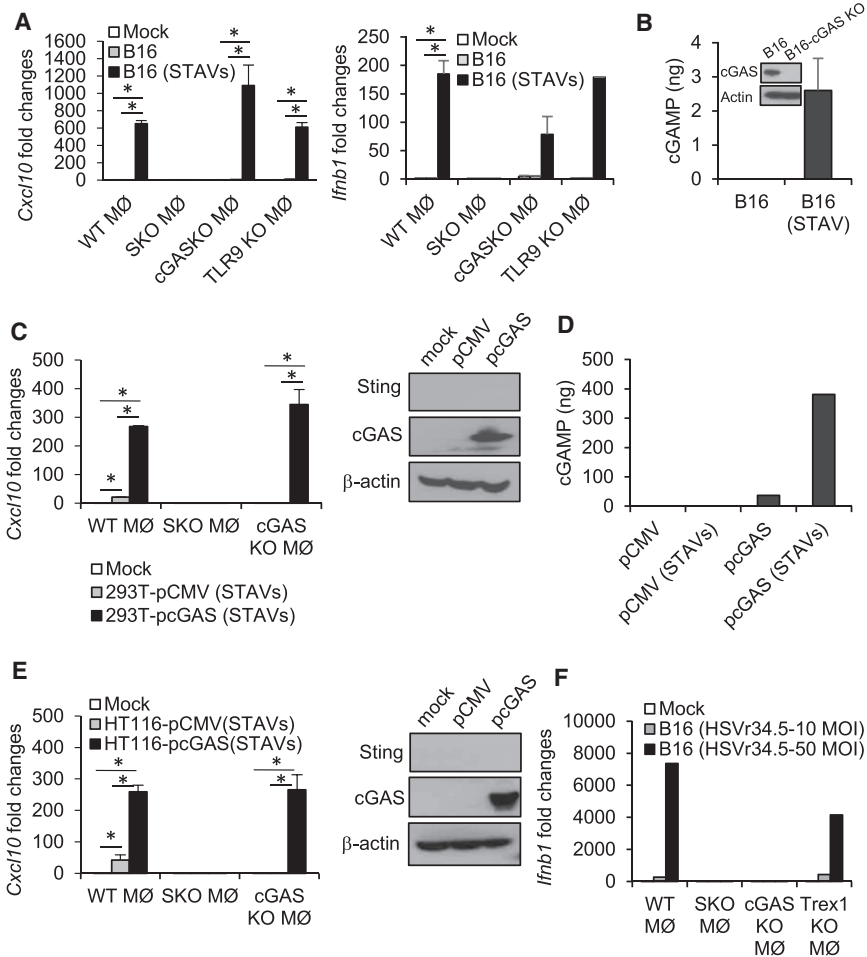 A
Mock
B16
B16 (STAVs)
Cxcl10 fold changes
1600
1400
1200
1000
800
600
400
200
0
* * * * * *
WT MØ
SKO MØ
cGASKO MØ
TLR9 KO MØ
Mock
B16
B16 (STAVs)
Ifnb1 fold changes
250
200
150
100
50
0
* *
WT MØ
SKO MØ
cGASKO MØ
TLR9 KO MØ
B
cGAMP (ng)
4
3
2
1
0
B16
B16-cGAS KO
cGAS
Actin
B16
B16
(STAV)
C
Cxcl10 fold changes
500
400
300
200
100
0
* * * * *
WT MØ SKO MØ cGAS
KO MØ
Mock
293T-pCMV (STAVs)
293T-pcGAS (STAVs)
mock
pCMV
pcGAS
Sting
cGAS
β-actin
D
cGAMP (ng)
500
400
300
200
100
0
pCMV
pCMV (STAVs)
pcGAS
pcGAS (STAVs)
E
Mock
HT116-pCMV(STAVs)
HT116-pcGAS(STAVs)
Cxcl10 fold changes
500
400
300
200
100
0
* * * * *
WT MØ SKO MØ cGAS
KO MØ
mock
pCMV
pcGAS
Sting
cGAS
β-actin
F
Mock
B16 (HSVr34.5-10 MOI)
B16 (HSVr34.5-50 MOI)
Ifnb1 fold changes
10000
8000
6000
4000
2000
0
WT SKO cGAS Trex1
MØ MØ KO KO
MØ MØ